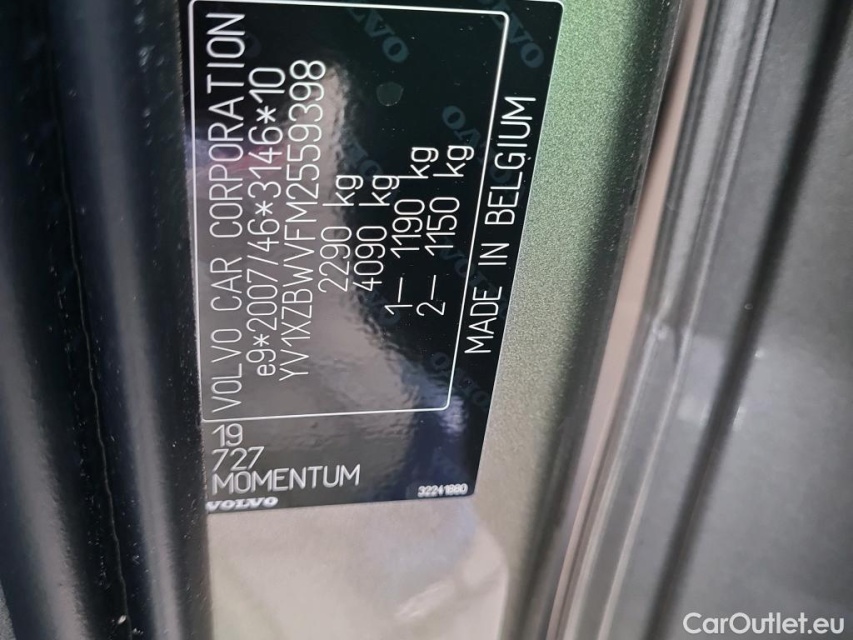 VOLVO CAR CORPORATION
e9*2007/46*3146*10
YV1XZBWVFM2559398
2290 kg
4090 kg
1– 1190 kg
2– 1150 kg
MADE IN BELGIUM
19
727
MOMENTUM
VOLVO
32241880
CarOutlet.eu